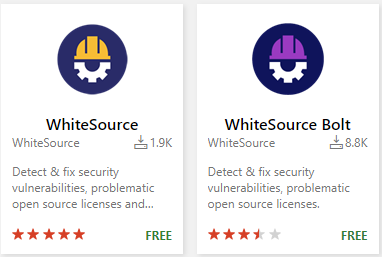 WhiteSource
WhiteSource 1.9K
Detect & fix security
vulnerabilities, problematic
open source licenses and...
FREE
WhiteSource Bolt
WhiteSource 8.8K
Detect & fix security
vulnerabilities, problematic
open source licenses.
FREE